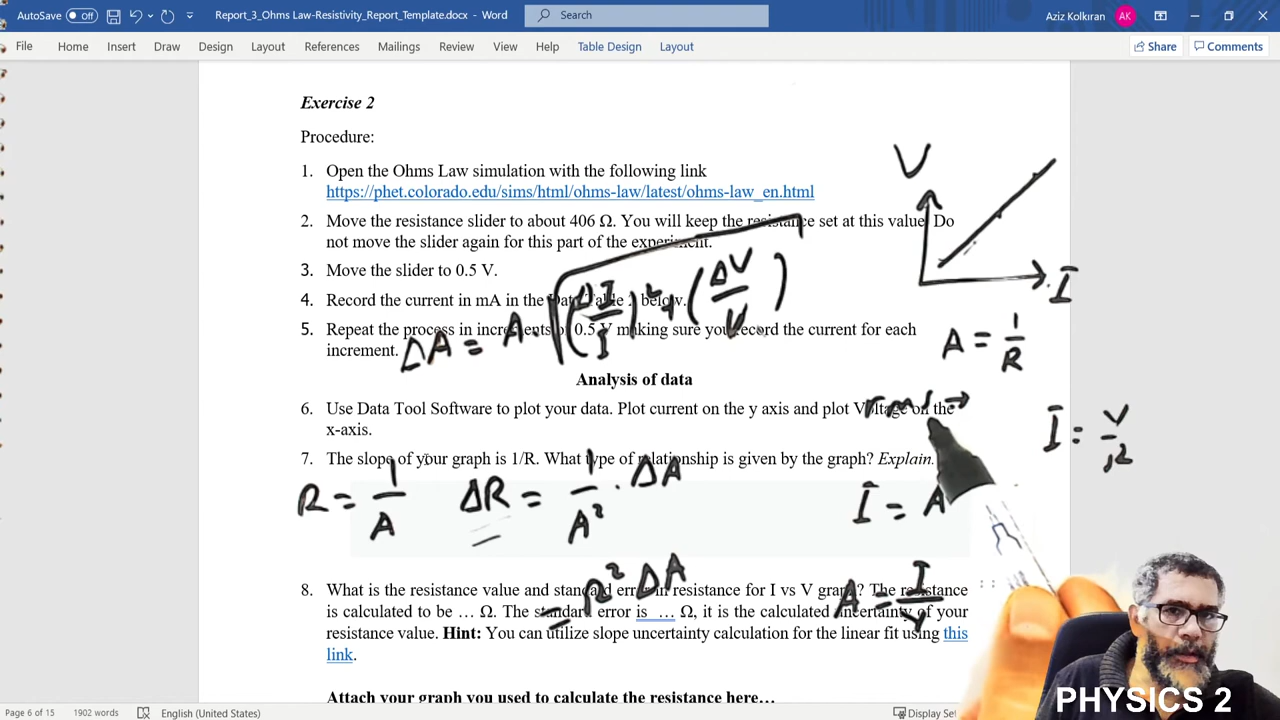 AutoSave Off Report_3_Ohms Law-Resistivity_Report_Template.docx - Word Search Aziz Kolkıran AK
File Home Insert Draw Design Layout References Mailings Review View Help Table Design Layout Share Comments
Exercise 2
Procedure:
1. Open the Ohms Law simulation with the following link
https://phet.colorado.edu/sims/html/ohms-law/latest/ohms-law_en.html
2. Move the resistance slider to about 406 Ω. You will keep the resistance set at this value. Do
not move the slider again for this part of the experiment.
3. Move the slider to 0.5 V.
4. Record the current in mA in the Data Table 2 below.
5. Repeat the process in increments of 0.5 V making sure you record the current for each
increment.
V
I
ΔA = A · √(ΔI/I)² + (ΔV/V)
A = 1/R
Analysis of data
6. Use Data Tool Software to plot your data. Plot current on the y axis and plot Voltage on the
x-axis.
rms →
I = V/R
7. The slope of your graph is 1/R. What type of relationship is given by the graph? Explain.
R = 1/A ΔR = 1/A² · ΔA
I = A
= R² ΔA
A = I/V
8. What is the resistance value and standard error in resistance for I vs V graph? The resistance
is calculated to be … Ω. The standart error is … Ω, it is the calculated uncertainty of your
resistance value. Hint: You can utilize slope uncertainty calculation for the linear fit using this
link.
Attach your graph you used to calculate the resistance here…
PHYSICS 2
Page 6 of 15 1902 words English (United States) Display Set